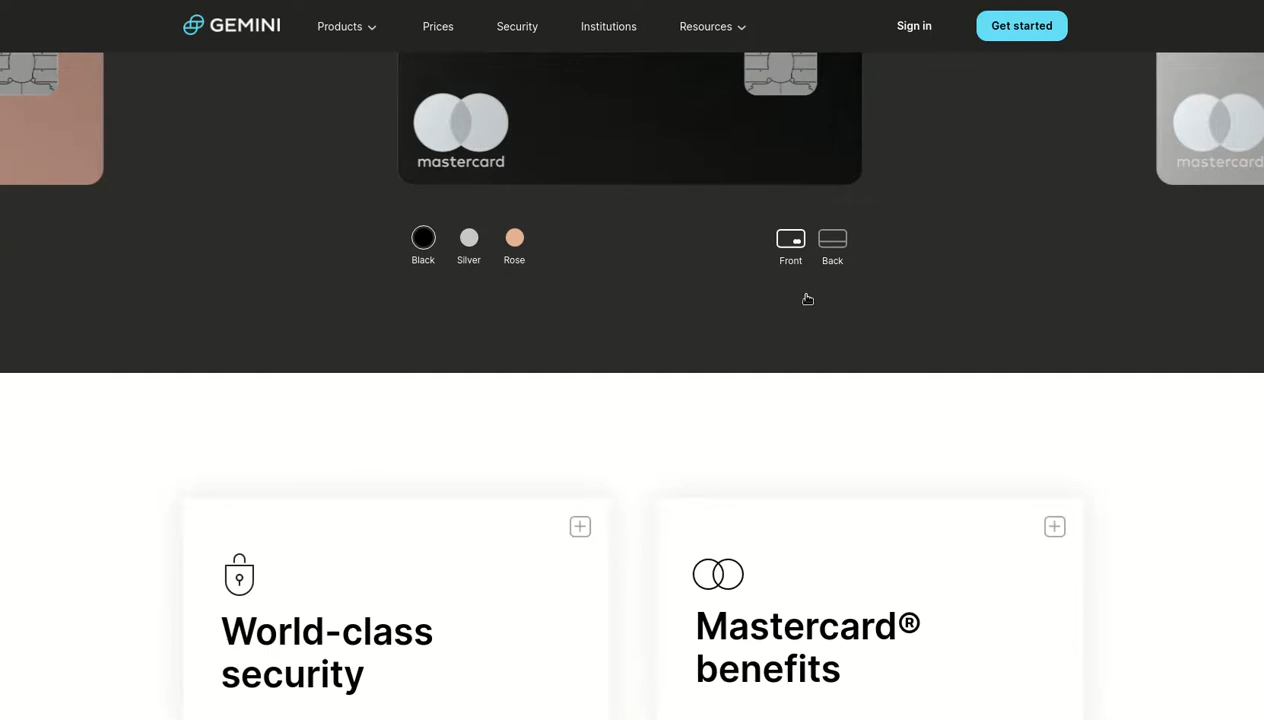 GEMINI Products Prices Security Institutions Resources Sign in Get started
mastercard mastercard
Black Silver Rose Front Back
World-class
security
Mastercard®
benefits